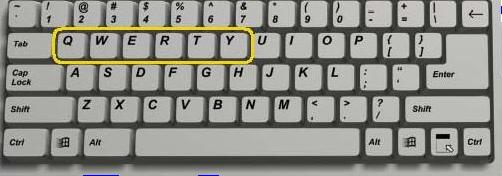 ~ ! @ # $ % ^ & * ( ) _ + |
` 1 2 3 4 5 6 7 8 9 0 - = \ ←
Tab Q W E R T Y U I O P { [ } ]
Cap Lock A S D F G H J K L : ; “ ‘ Enter
Shift Z X C V B N M < , > . ? / Shift
Ctrl Alt Alt Ctrl